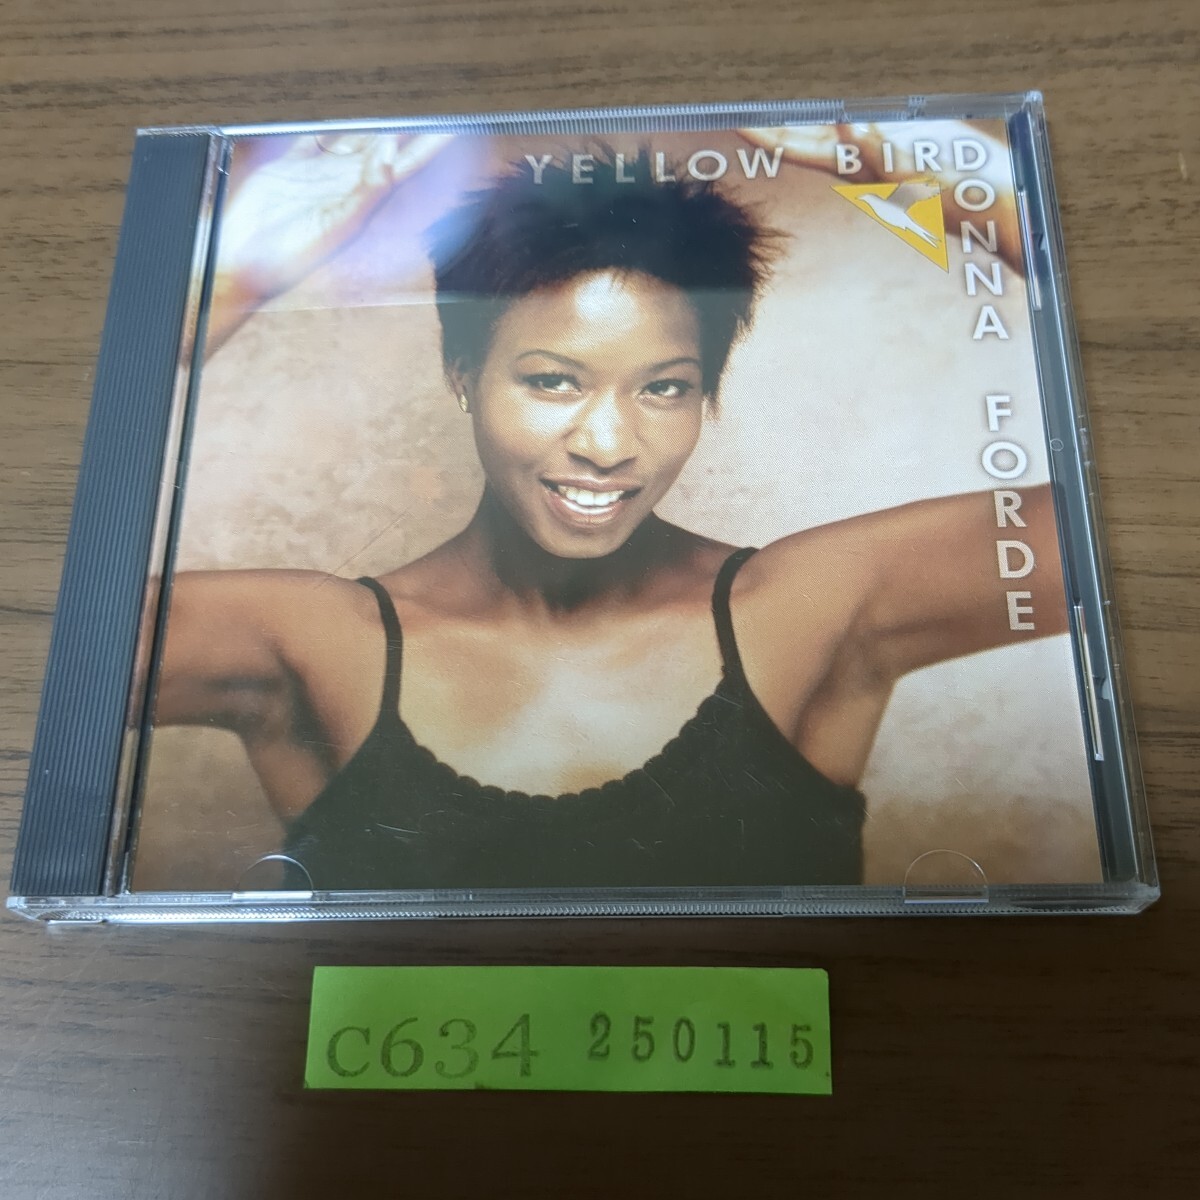 YELLOW BIRD
DONNA FORDE
C634 250115